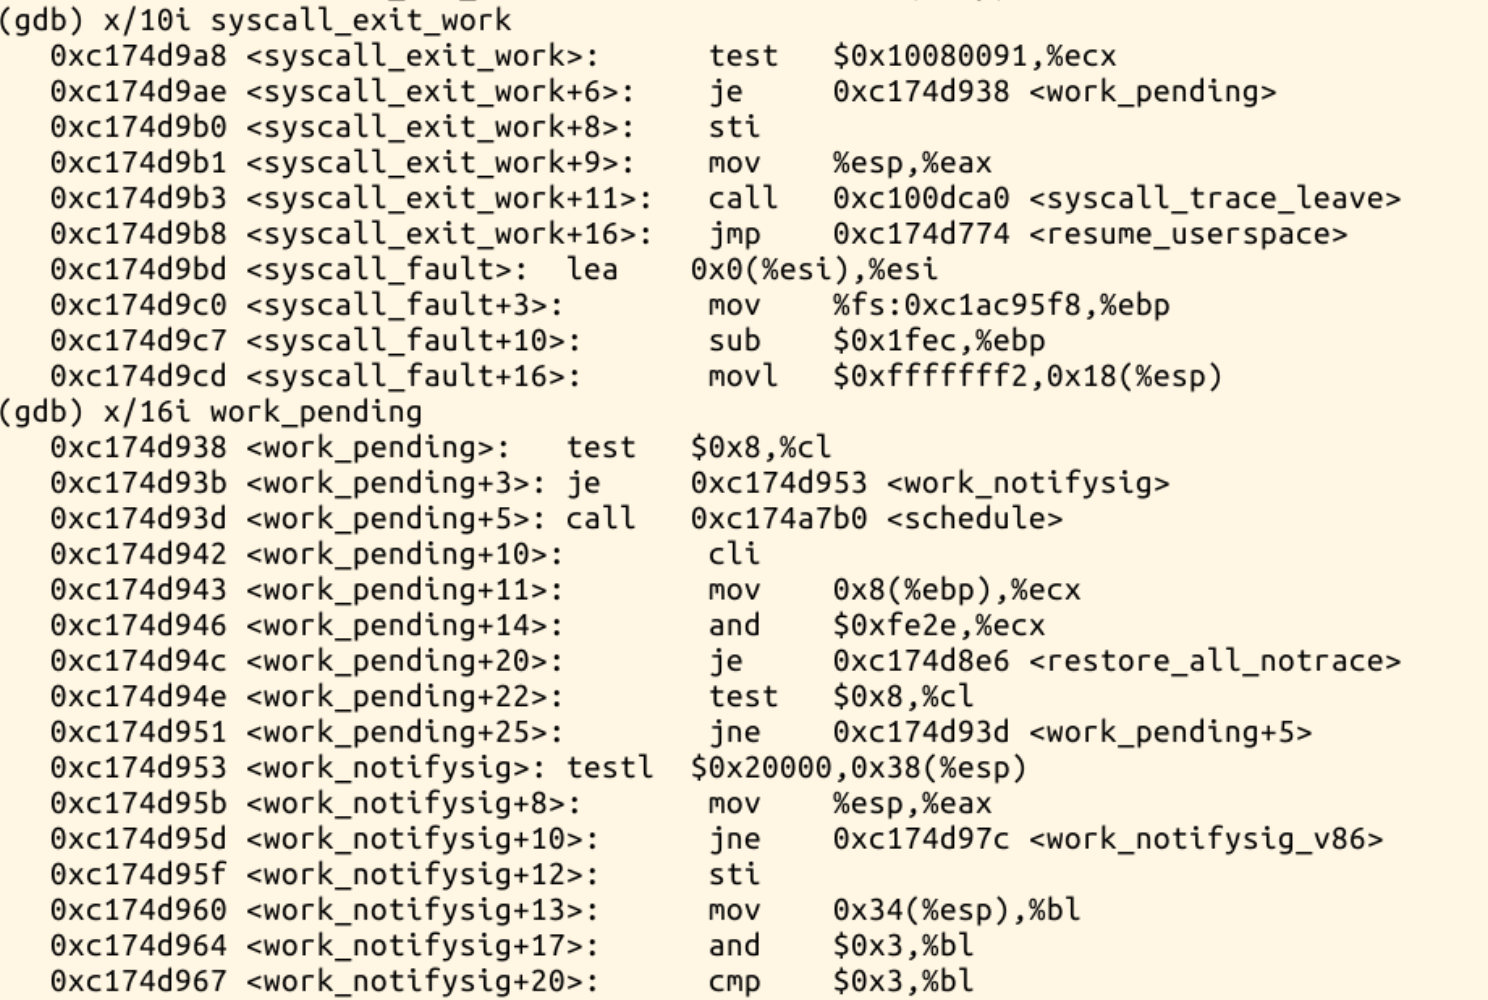 (gdb) x/10i syscall_exit_work
   0xc174d9a8 <syscall_exit_work>:       test   $0x10080091,%ecx
   0xc174d9ae <syscall_exit_work+6>:     je     0xc174d938 <work_pending>
   0xc174d9b0 <syscall_exit_work+8>:     sti
   0xc174d9b1 <syscall_exit_work+9>:     mov    %esp,%eax
   0xc174d9b3 <syscall_exit_work+11>:    call   0xc100dca0 <syscall_trace_leave>
   0xc174d9b8 <syscall_exit_work+16>:    jmp    0xc174d774 <resume_userspace>
   0xc174d9bd <syscall_fault>:  lea    0x0(%esi),%esi
   0xc174d9c0 <syscall_fault+3>:         mov    %fs:0xc1ac95f8,%ebp
   0xc174d9c7 <syscall_fault+10>:        sub    $0x1fec,%ebp
   0xc174d9cd <syscall_fault+16>:        movl   $0xfffffff2,0x18(%esp)
(gdb) x/16i work_pending
   0xc174d938 <work_pending>:   test   $0x8,%cl
   0xc174d93b <work_pending+3>: je     0xc174d953 <work_notifysig>
   0xc174d93d <work_pending+5>: call   0xc174a7b0 <schedule>
   0xc174d942 <work_pending+10>:        cli
   0xc174d943 <work_pending+11>:        mov    0x8(%ebp),%ecx
   0xc174d946 <work_pending+14>:        and    $0xfe2e,%ecx
   0xc174d94c <work_pending+20>:        je     0xc174d8e6 <restore_all_notrace>
   0xc174d94e <work_pending+22>:        test   $0x8,%cl
   0xc174d951 <work_pending+25>:        jne    0xc174d93d <work_pending+5>
   0xc174d953 <work_notifysig>: testl  $0x20000,0x38(%esp)
   0xc174d95b <work_notifysig+8>:       mov    %esp,%eax
   0xc174d95d <work_notifysig+10>:      jne    0xc174d97c <work_notifysig_v86>
   0xc174d95f <work_notifysig+12>:      sti
   0xc174d960 <work_notifysig+13>:      mov    0x34(%esp),%bl
   0xc174d964 <work_notifysig+17>:      and    $0x3,%bl
   0xc174d967 <work_notifysig+20>:      cmp    $0x3,%bl